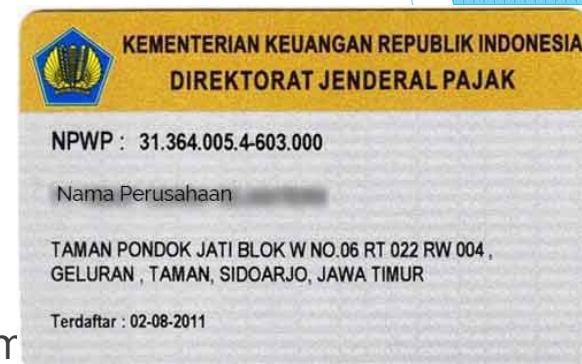 KEMENTERIAN KEUANGAN REPUBLIK INDONESIA
DIREKTORAT JENDERAL PAJAK
NPWP : 31.364.005.4-603.000
Nama Perusahaan
TAMAN PONDOK JATI BLOK W NO.06 RT 022 RW 004 ,
GELURAN , TAMAN, SIDOARJO, JAWA TIMUR
Terdaftar : 02-08-2011